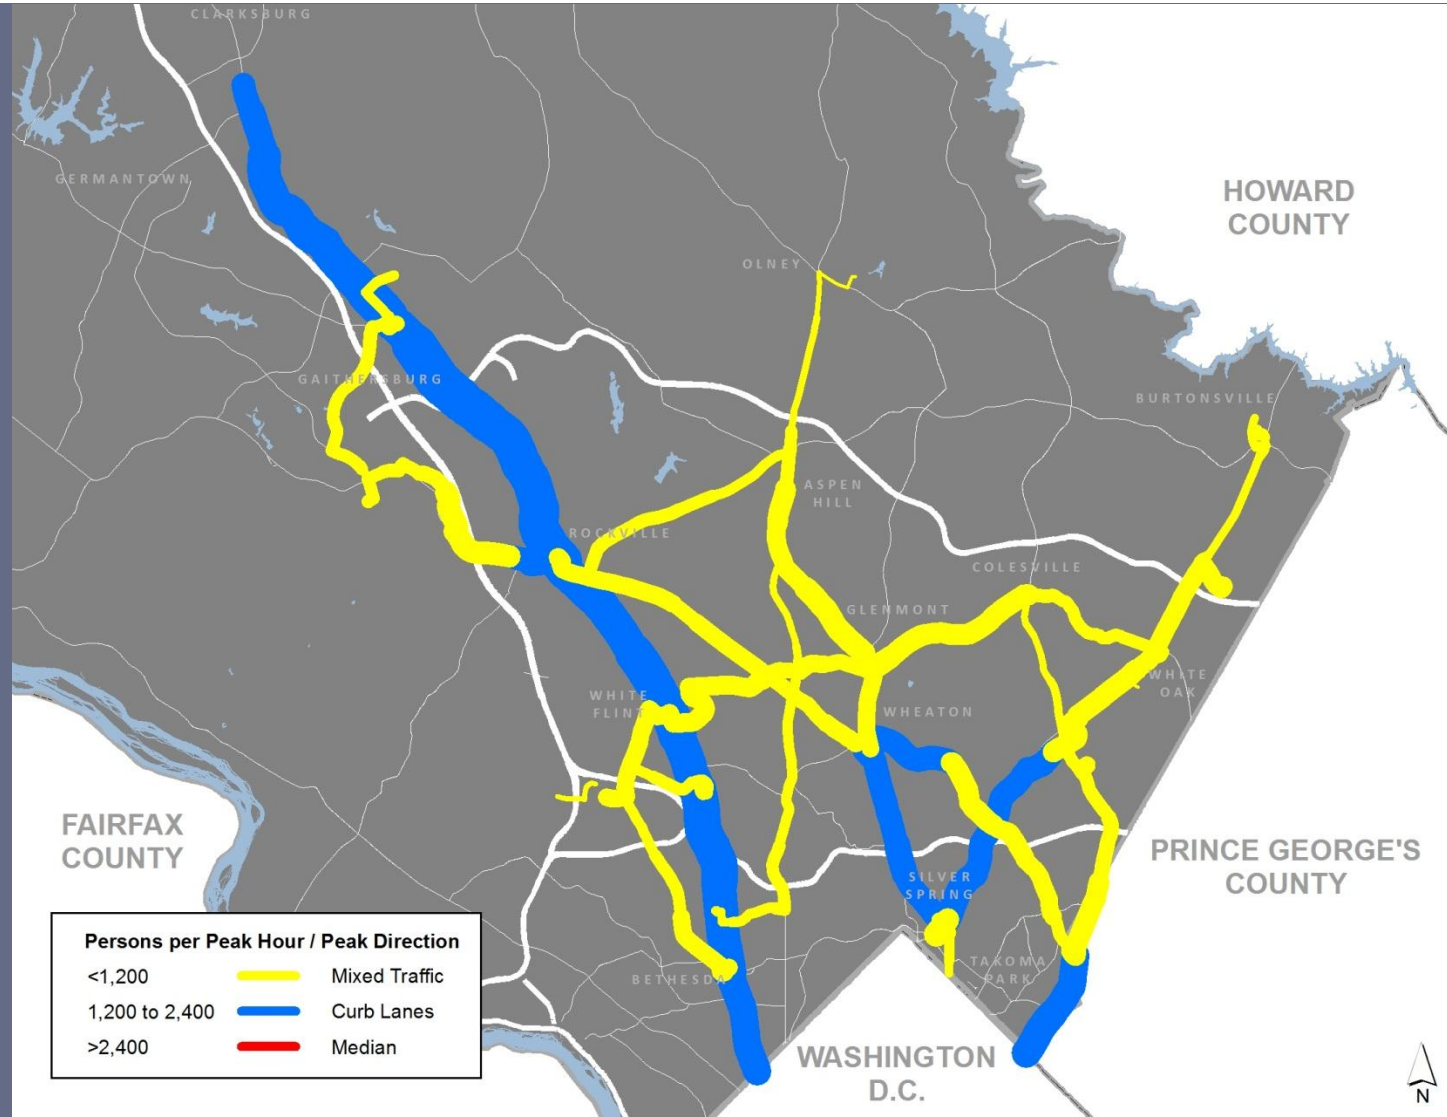 CLARKSBURG
GERMANTOWN
HOWARD
COUNTY
OLNEY
GAITHERSBURG
BURTONSVILLE
ASPEN
HILL
ROCKVILLE
COLESVILLE
GLENMONT
WHITE
OAK
WHITE
FLINT
WHEATON
FAIRFAX
COUNTY
PRINCE GEORGE'S
COUNTY
SILVER
SPRING
TAKOMA
PARK
BETHESDA
WASHINGTON
D.C.
Persons per Peak Hour / Peak Direction
<1,200 Mixed Traffic
1,200 to 2,400 Curb Lanes
>2,400 Median
N